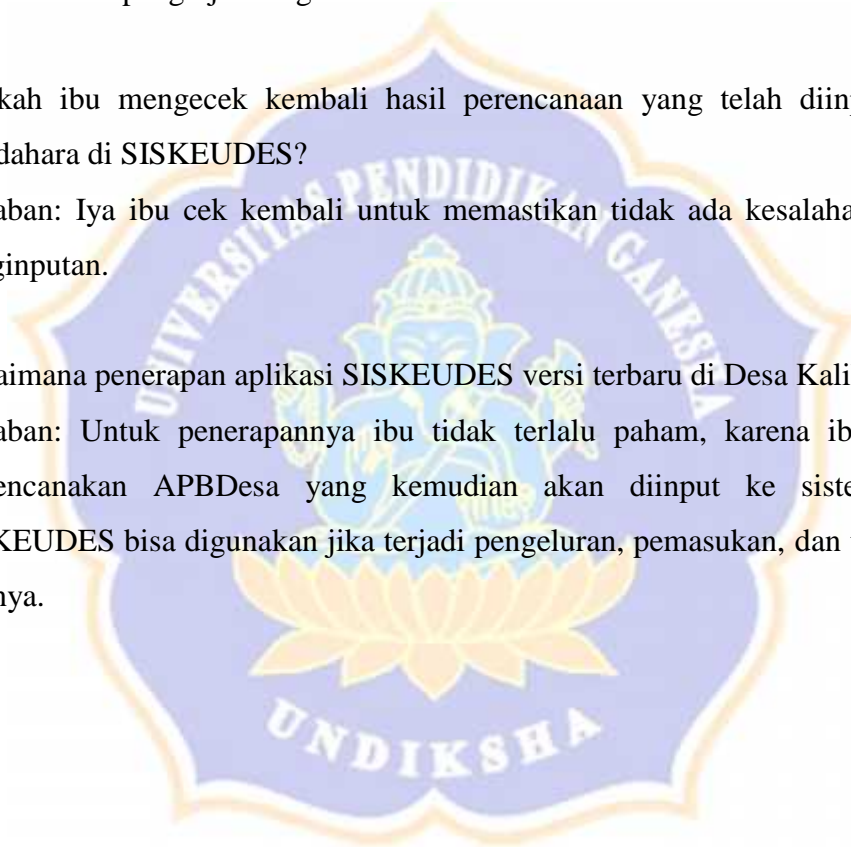 kah ibu mengecek kembali hasil perencanaan yang telah diinp
dahara di SISKEUDES?
aban: Iya ibu cek kembali untuk memastikan tidak ada kesalaha
ginputan.
aimana penerapan aplikasi SISKEUDES versi terbaru di Desa Kali
aban: Untuk penerapannya ibu tidak terlalu paham, karena ib
encanakan APBDesa yang kemudian akan diinput ke siste
KEUDES bisa digunakan jika terjadi pengeluran, pemasukan, dan
nya.
UNIVERSITAS PENDIDIKAN GANESHA
UNDIKSHA